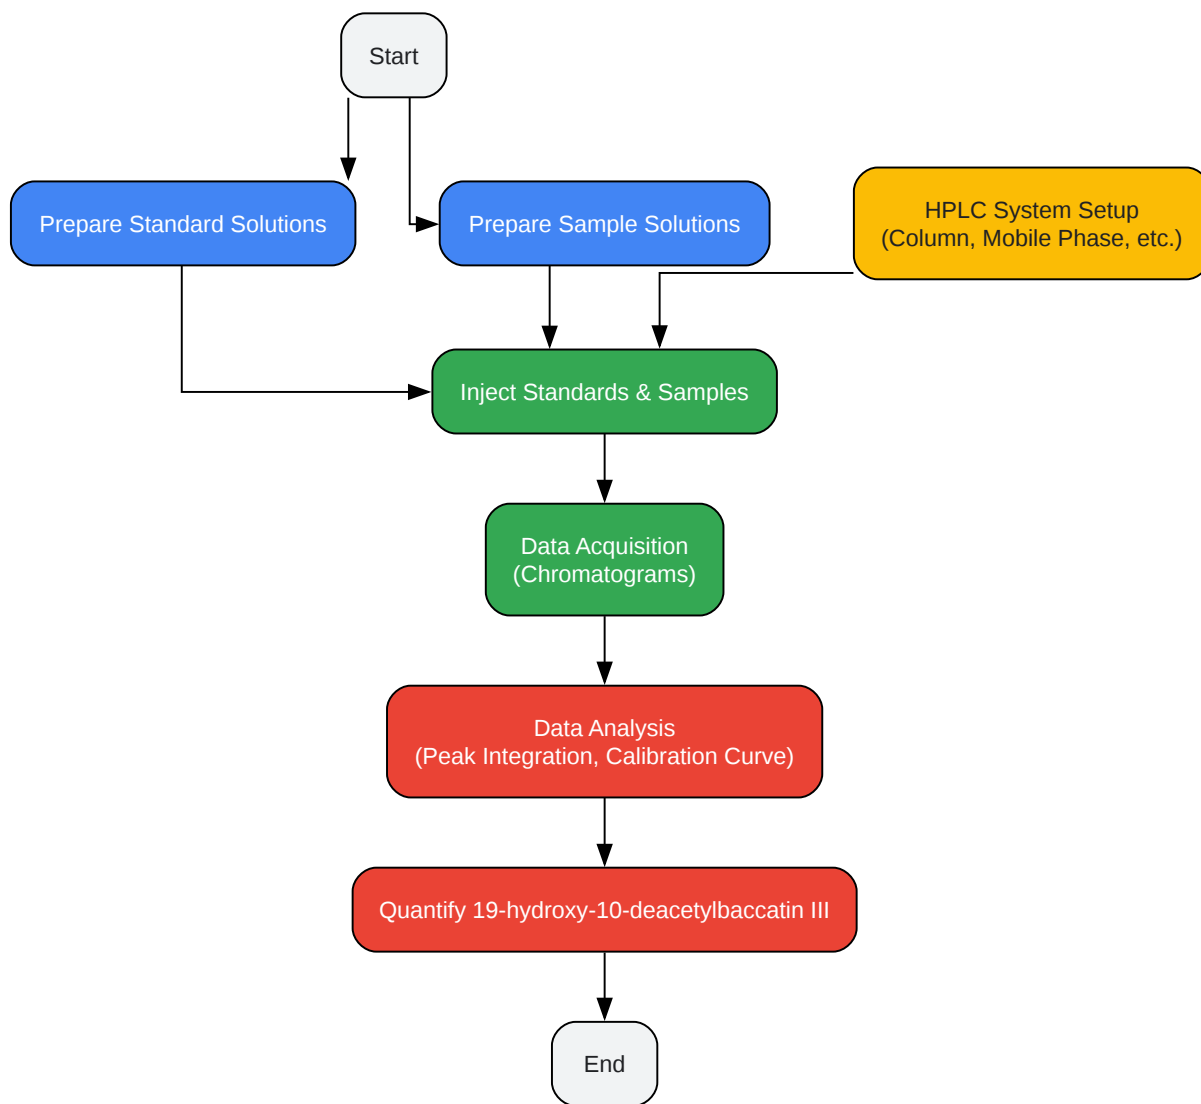 Start
Prepare Standard Solutions
Prepare Sample Solutions
HPLC System Setup
(Column, Mobile Phase, etc.)
Inject Standards & Samples
Data Acquisition
(Chromatograms)
Data Analysis
(Peak Integration, Calibration Curve)
Quantify 19-hydroxy-10-deacetylbaccatin III
End